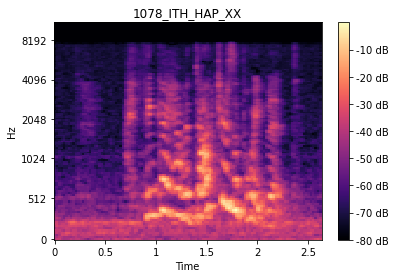 1078_ITH_HAP_XX
8192
4096
2048
1024
512
0
Hz
0 0.5 1 1.5 2 2.5
Time
-10 dB
-20 dB
-30 dB
-40 dB
-50 dB
-60 dB
-70 dB
-80 dB